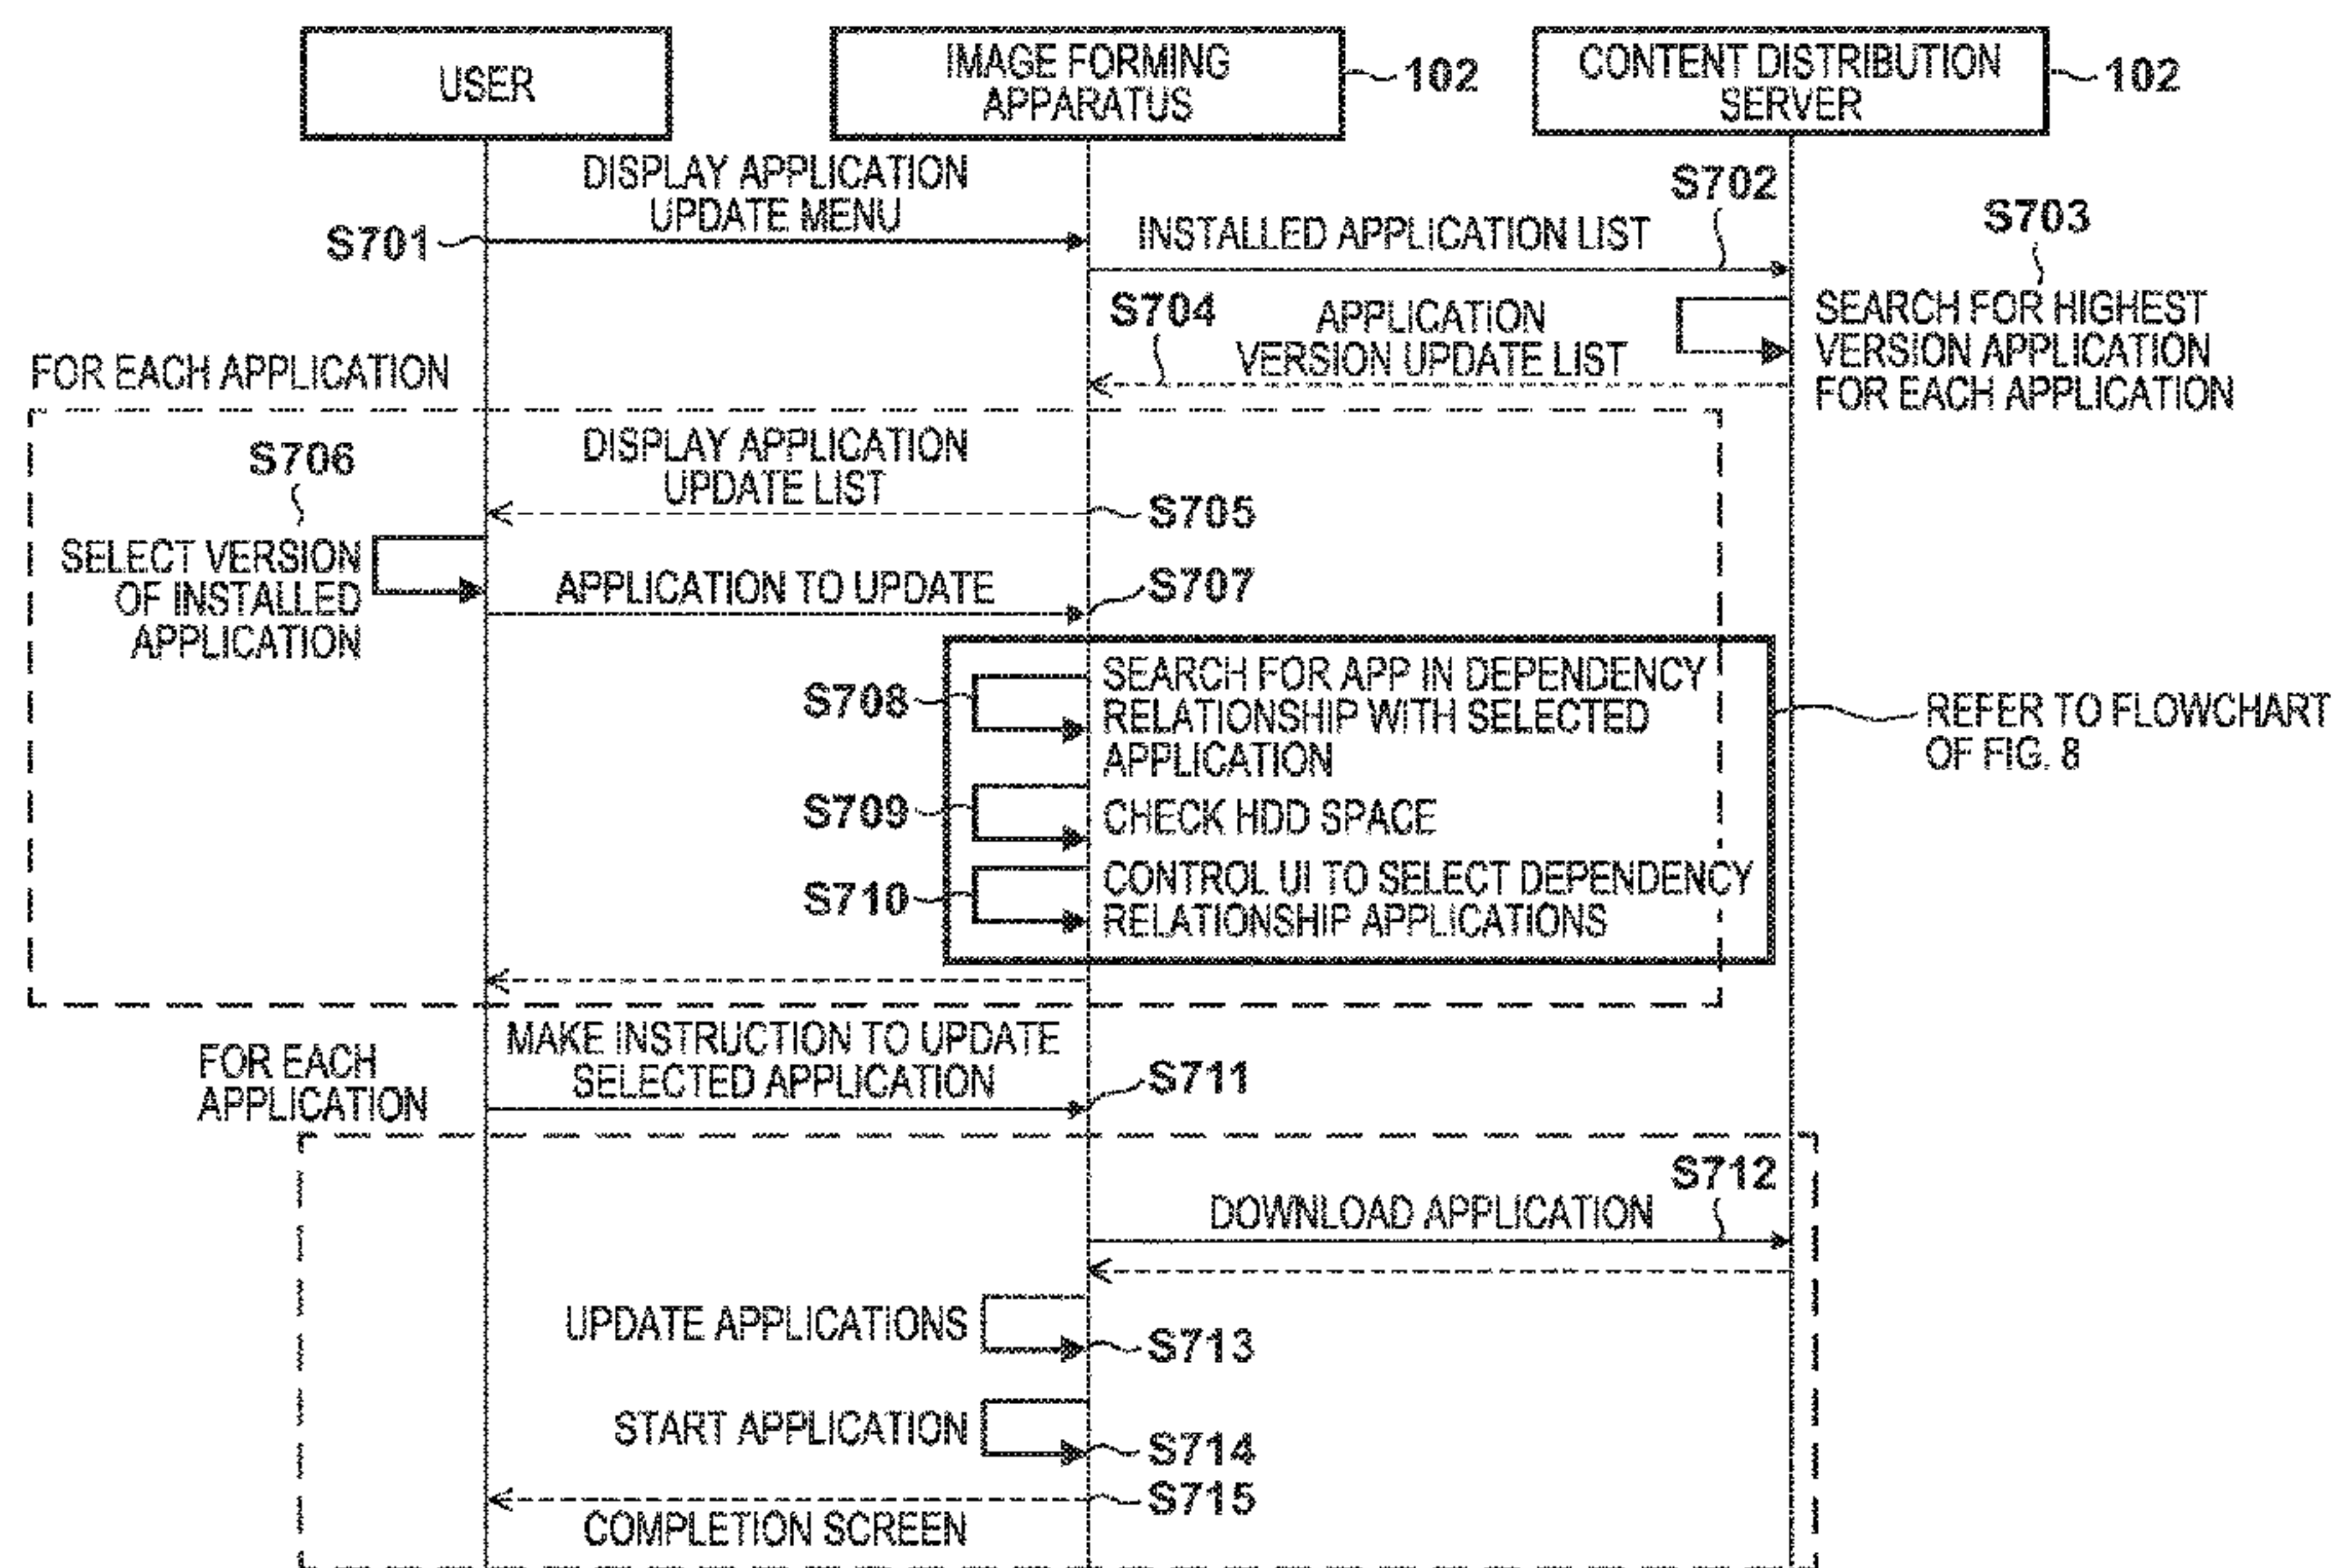 USER
IMAGE FORMING
APPARATUS
102
CONTENT DISTRIBUTION
SERVER
102
DISPLAY APPLICATION
UPDATE MENU
S701
S702
INSTALLED APPLICATION LIST
S703
SEARCH FOR HIGHEST
VERSION APPLICATION
FOR EACH APPLICATION
S704
APPLICATION
VERSION UPDATE LIST
FOR EACH APPLICATION
DISPLAY APPLICATION
UPDATE LIST
S705
S706
SELECT VERSION
OF INSTALLED
APPLICATION
APPLICATION TO UPDATE
S707
S708
SEARCH FOR APP IN DEPENDENCY
RELATIONSHIP WITH SELECTED
APPLICATION
REFER TO FLOWCHART
OF FIG. 8
S709
CHECK HDD SPACE
S710
CONTROL UI TO SELECT DEPENDENCY
RELATIONSHIP APPLICATIONS
MAKE INSTRUCTION TO UPDATE
SELECTED APPLICATION
S711
FOR EACH
APPLICATION
S712
DOWNLOAD APPLICATION
UPDATE APPLICATIONS
S713
START APPLICATION
S714
S715
COMPLETION SCREEN